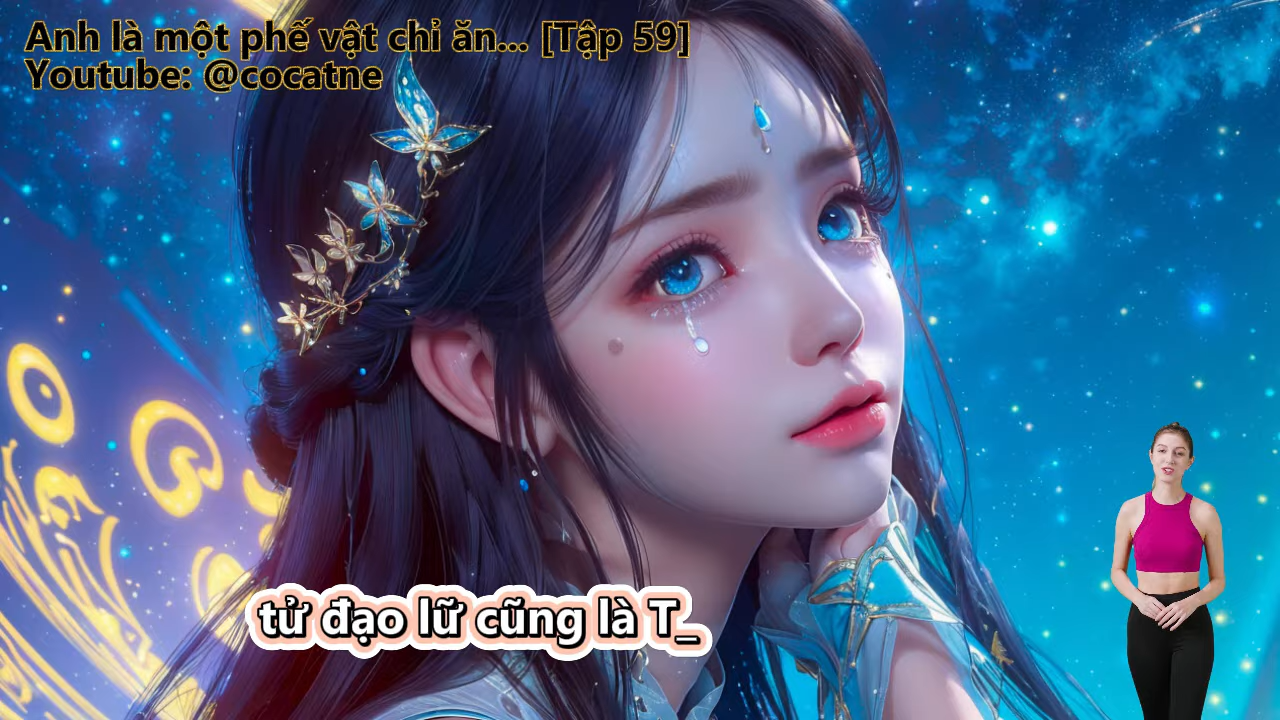 Anh là một phế vật chỉ ăn... [Tập 59]
Youtube: @cocatne
tử đạo lữ cũng là T_